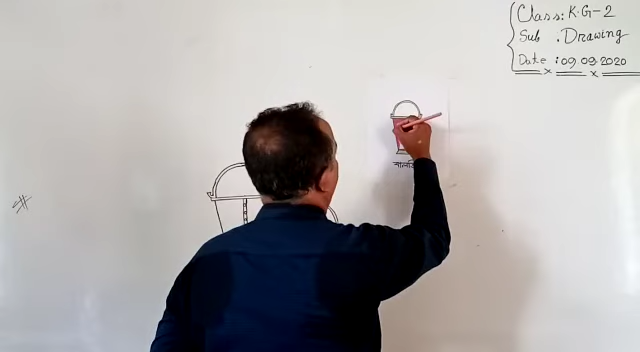 Class: K.G-2
Sub . Drawing
Date : 09.09.2020